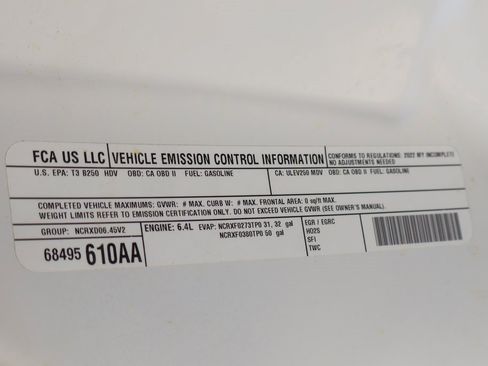 FCA US LLC
VEHICLE EMISSION CONTROL INFORMATION
CONFORMS TO REGULATIONS: 2022 MY INCOMPLETE
NO ADJUSTMENTS NEEDED
U.S. EPA: T3 B250 HDV OBD: CA OBD II FUEL: GASOLINE
CA: ULEV250 MDV OBD: CA OBD II FUEL: GASOLINE
COMPLETED VEHICLE MAXIMUMS: GVWR: # MAX. CURB W: # MAX. FRONTAL AREA: 0 sq/ft MAX.
WEIGHT LIMITS REFER TO EMISSION CERTIFICATION ONLY. DO NOT EXCEED GVWR (SEE OWNER'S MANUAL).
GROUP: NCRXD06.45V2
68495 610AA
ENGINE: 6.4L EVAP: NCRXF0273TP0 31, 32 gal
NCRXF0380TP0 50 gal
EGR / EGRC
HO2S
SFI
TWC